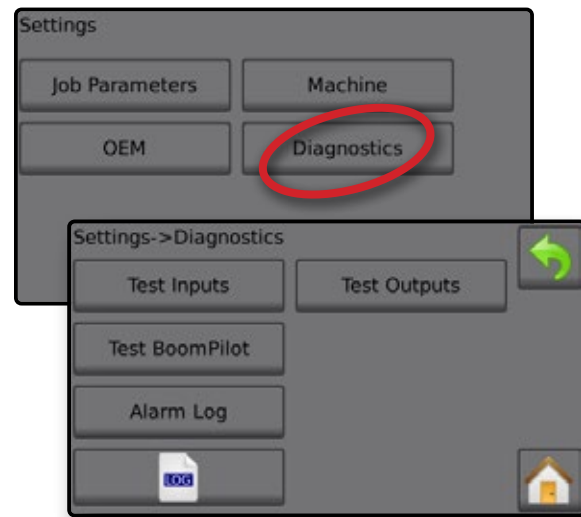 Settings
Job Parameters Machine
OEM Diagnostics
Settings->Diagnostics
Test Inputs Test Outputs
Test BoomPilot
Alarm Log
LOG